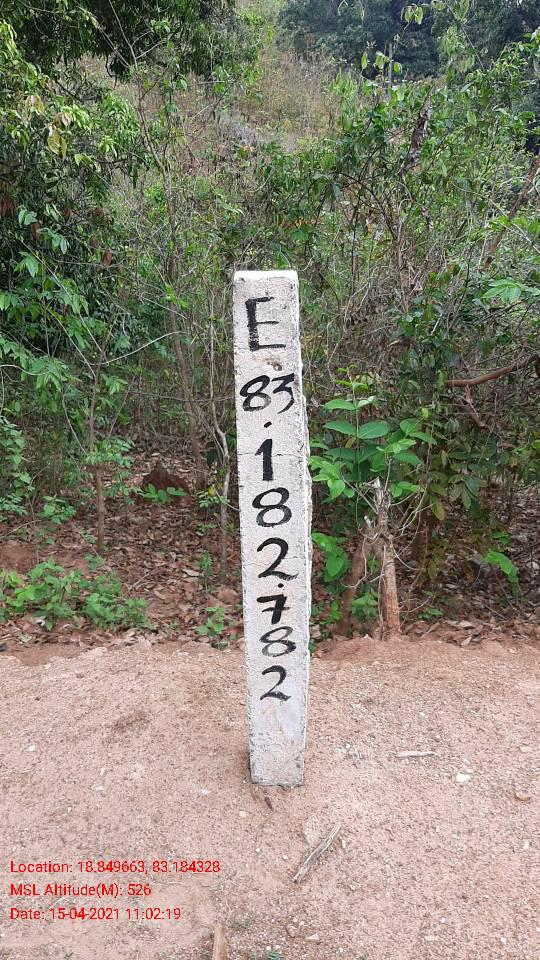 E
83
.
1
8
2
.
7
8
2
Location: 18.849663, 83.184328
MSL Altitude(M): 526
Date: 15-04-2021 11:02:19